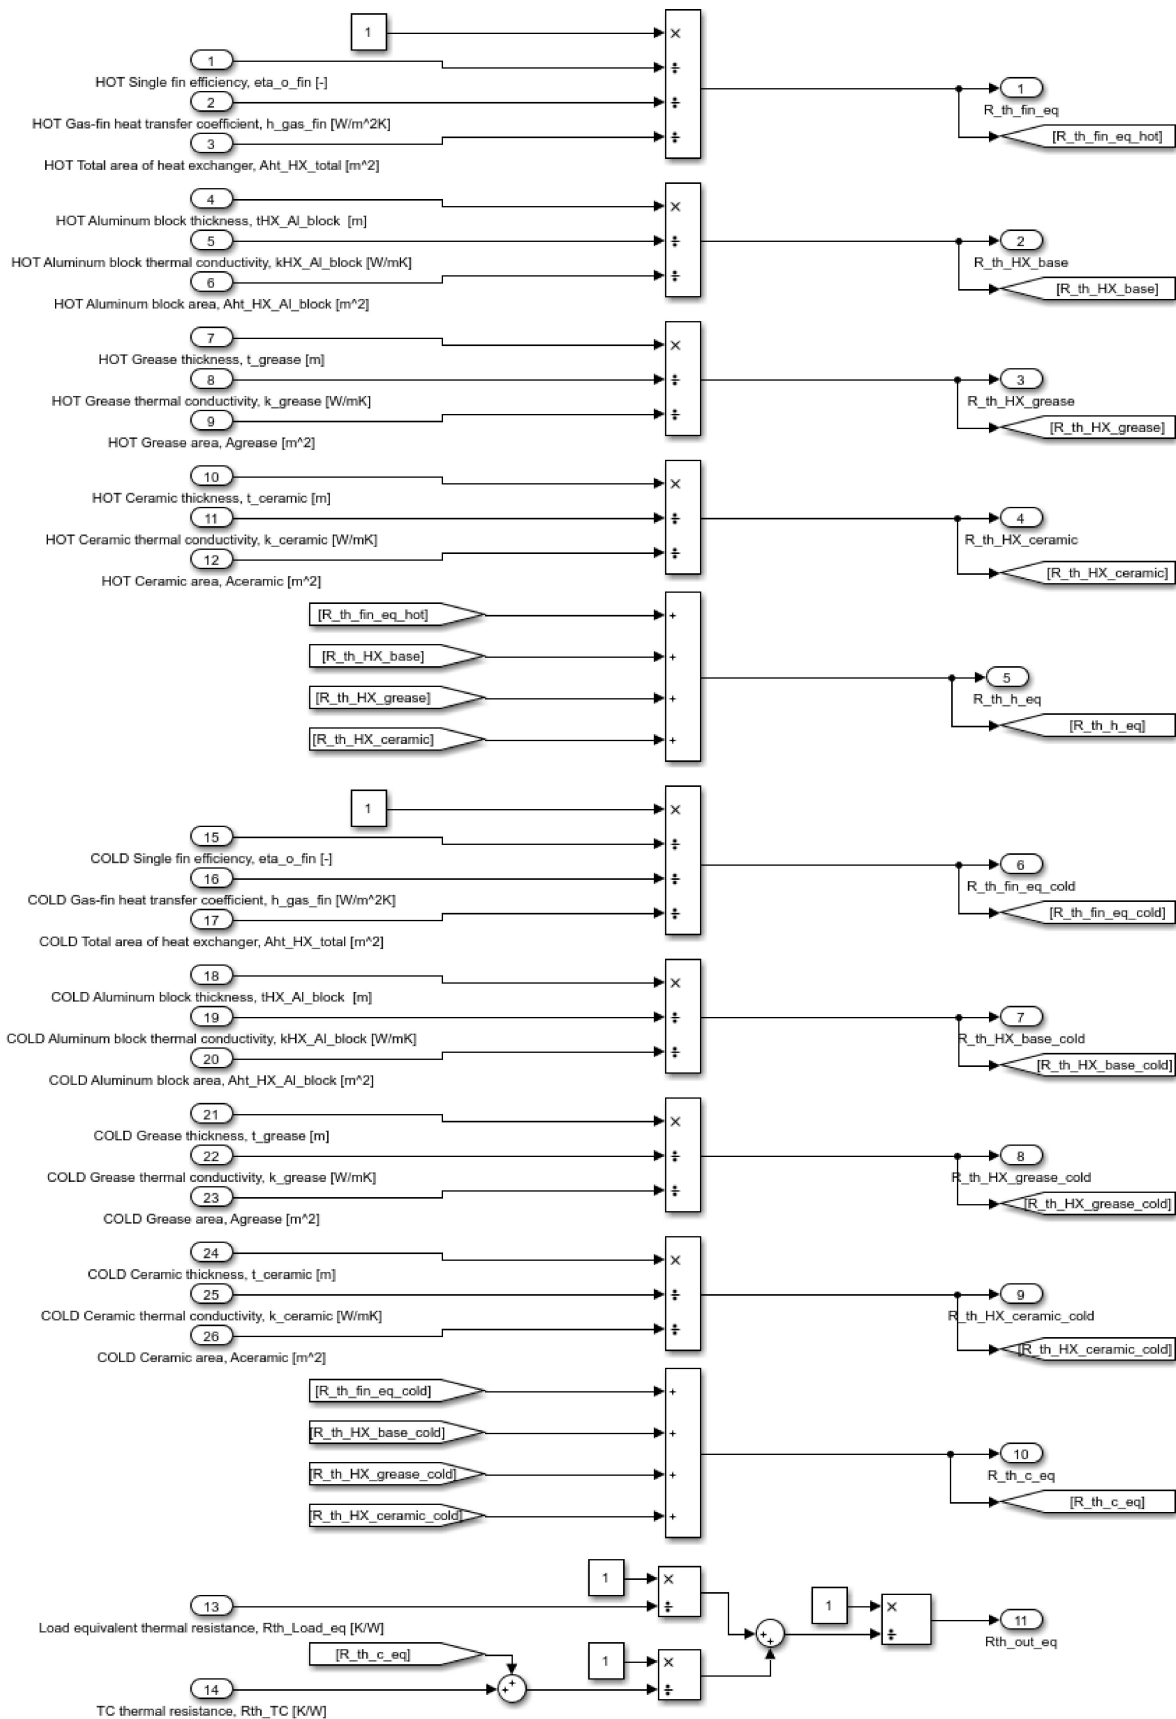 1
×
1
÷
HOT Single fin efficiency, eta_o_fin [-]
2
÷
HOT Gas-fin heat transfer coefficient, h_gas_fin [W/m^2K]
3
÷
HOT Total area of heat exchanger, Aht_HX_total [m^2]
1
R_th_fin_eq
[R_th_fin_eq_hot]
4
×
HOT Aluminum block thickness, tHX_Al_block [m]
5
÷
HOT Aluminum block thermal conductivity, kHX_Al_block [W/mK]
6
÷
HOT Aluminum block area, Aht_HX_Al_block [m^2]
2
R_th_HX_base
[R_th_HX_base]
7
×
HOT Grease thickness, t_grease [m]
8
÷
HOT Grease thermal conductivity, k_grease [W/mK]
9
÷
HOT Grease area, Agrease [m^2]
3
R_th_HX_grease
[R_th_HX_grease]
10
×
HOT Ceramic thickness, t_ceramic [m]
11
÷
HOT Ceramic thermal conductivity, k_ceramic [W/mK]
12
÷
HOT Ceramic area, Aceramic [m^2]
4
R_th_HX_ceramic
[R_th_HX_ceramic]
[R_th_fin_eq_hot]
+
[R_th_HX_base]
+
[R_th_HX_grease]
+
[R_th_HX_ceramic]
+
5
R_th_h_eq
[R_th_h_eq]
1
×
15
÷
COLD Single fin efficiency, eta_o_fin [-]
16
÷
COLD Gas-fin heat transfer coefficient, h_gas_fin [W/m^2K]
17
÷
COLD Total area of heat exchanger, Aht_HX_total [m^2]
6
R_th_fin_eq_cold
[R_th_fin_eq_cold]
18
×
COLD Aluminum block thickness, tHX_Al_block [m]
19
÷
COLD Aluminum block thermal conductivity, kHX_Al_block [W/mK]
20
÷
COLD Aluminum block area, Aht_HX_Al_block [m^2]
7
R_th_HX_base_cold
[R_th_HX_base_cold]
21
×
COLD Grease thickness, t_grease [m]
22
÷
COLD Grease thermal conductivity, k_grease [W/mK]
23
÷
COLD Grease area, Agrease [m^2]
8
R_th_HX_grease_cold
[R_th_HX_grease_cold]
24
×
COLD Ceramic thickness, t_ceramic [m]
25
÷
COLD Ceramic thermal conductivity, k_ceramic [W/mK]
26
÷
COLD Ceramic area, Aceramic [m^2]
9
R_th_HX_ceramic_cold
[R_th_HX_ceramic_cold]
[R_th_fin_eq_cold]
+
[R_th_HX_base_cold]
+
[R_th_HX_grease_cold]
+
[R_th_HX_ceramic_cold]
+
10
R_th_c_eq
[R_th_c_eq]
1
×
13
÷
Load equivalent thermal resistance, Rth_Load_eq [K/W]
[R_th_c_eq]
1
×
14
+ +
÷
TC thermal resistance, Rth_TC [K/W]
+ +
1
×
÷
11
Rth_out_eq